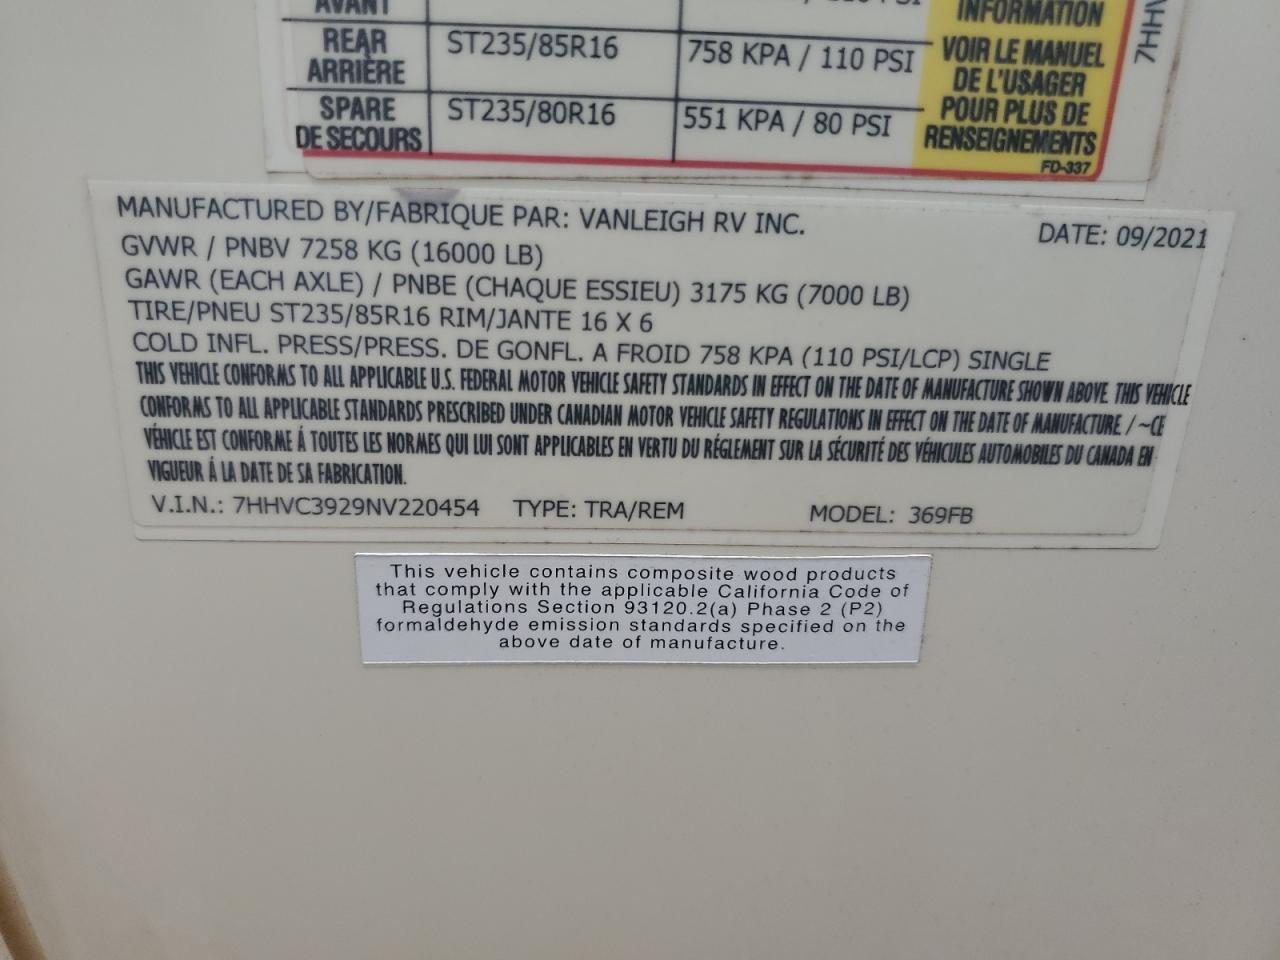 AVANT PSI
REAR ST235/85R16 758 KPA / 110 PSI
ARRIÈRE
SPARE ST235/80R16 551 KPA / 80 PSI
DE SECOURS
INFORMATION
VOIR LE MANUEL
DE L'USAGER
POUR PLUS DE
RENSEIGNEMENTS
FD-337
7HHV
MANUFACTURED BY/FABRIQUE PAR: VANLEIGH RV INC. DATE: 09/2021
GVWR / PNBV 7258 KG (16000 LB)
GAWR (EACH AXLE) / PNBE (CHAQUE ESSIEU) 3175 KG (7000 LB)
TIRE/PNEU ST235/85R16 RIM/JANTE 16 X 6
COLD INFL. PRESS/PRESS. DE GONFL. A FROID 758 KPA (110 PSI/LCP) SINGLE
THIS VEHICLE CONFORMS TO ALL APPLICABLE U.S. FEDERAL MOTOR VEHICLE SAFETY STANDARDS IN EFFECT ON THE DATE OF MANUFACTURE SHOWN ABOVE. THIS VEHICLE
CONFORMS TO ALL APPLICABLE STANDARDS PRESCRIBED UNDER CANADIAN MOTOR VEHICLE SAFETY REGULATIONS IN EFFECT ON THE DATE OF MANUFACTURE / ~CE
VÉHICLE EST CONFORME Á TOUTES LES NORMES QUI LUI SONT APPLICABLES EN VERTU DU RÉGLEMENT SUR LA SÉCURITÉ DES VÉHICULES AUTOMOBILES DU CANADA EN
VIGUEUR Á LA DATE DE SA FABRICATION.
V.I.N.: 7HHVC3929NV220454 TYPE: TRA/REM MODEL: 369FB
This vehicle contains composite wood products
that comply with the applicable California Code of
Regulations Section 93120.2(a) Phase 2 (P2)
formaldehyde emission standards specified on the
above date of manufacture.